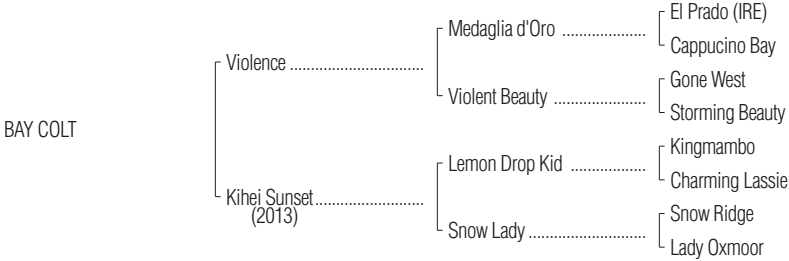 El Prado (IRE)
Medaglia d'Oro ....................
Cappucino Bay
Violence ................................
Gone West
Violent Beauty ......................
Storming Beauty
BAY COLT
Kingmambo
Lemon Drop Kid ..................
Charming Lassie
Kihei Sunset..........................
(2013)
Snow Ridge
Snow Lady ............................
Lady Oxmoor